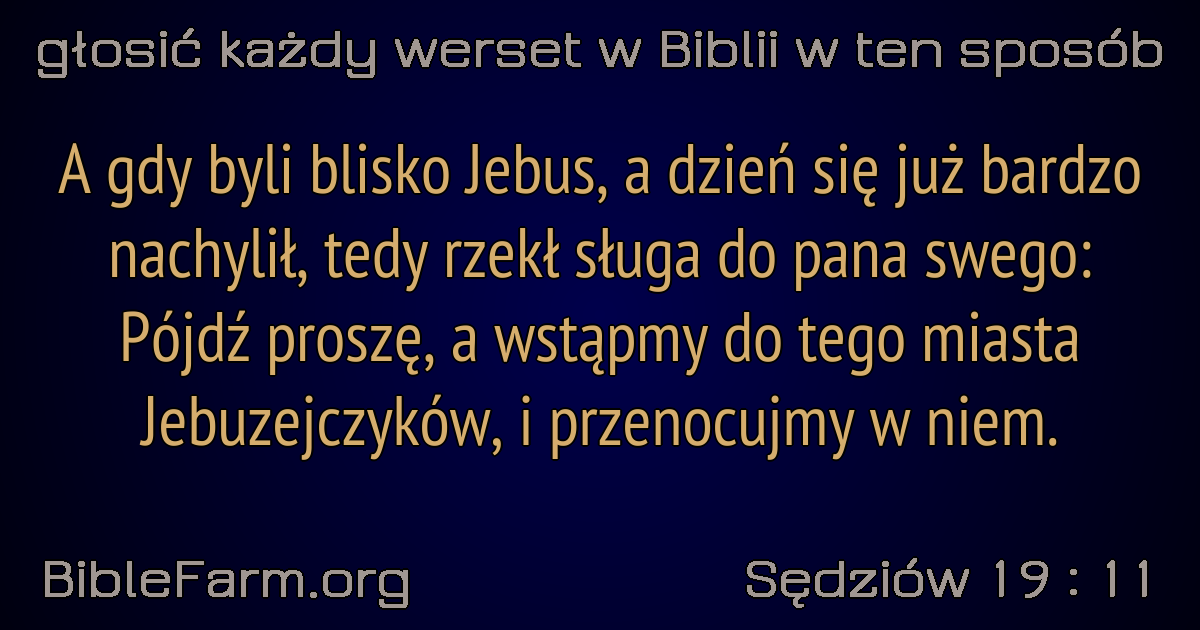 głosić każdy werset w Biblii w ten sposób
A gdy byli blisko Jebus, a dzień się już bardzo
nachylił, tedy rzekł sługa do pana swego:
Pójdź proszę, a wstąpmy do tego miasta
Jebuzejczyków, i przenocujmy w niem.
BibleFarm.org
Sędziów 19 : 11